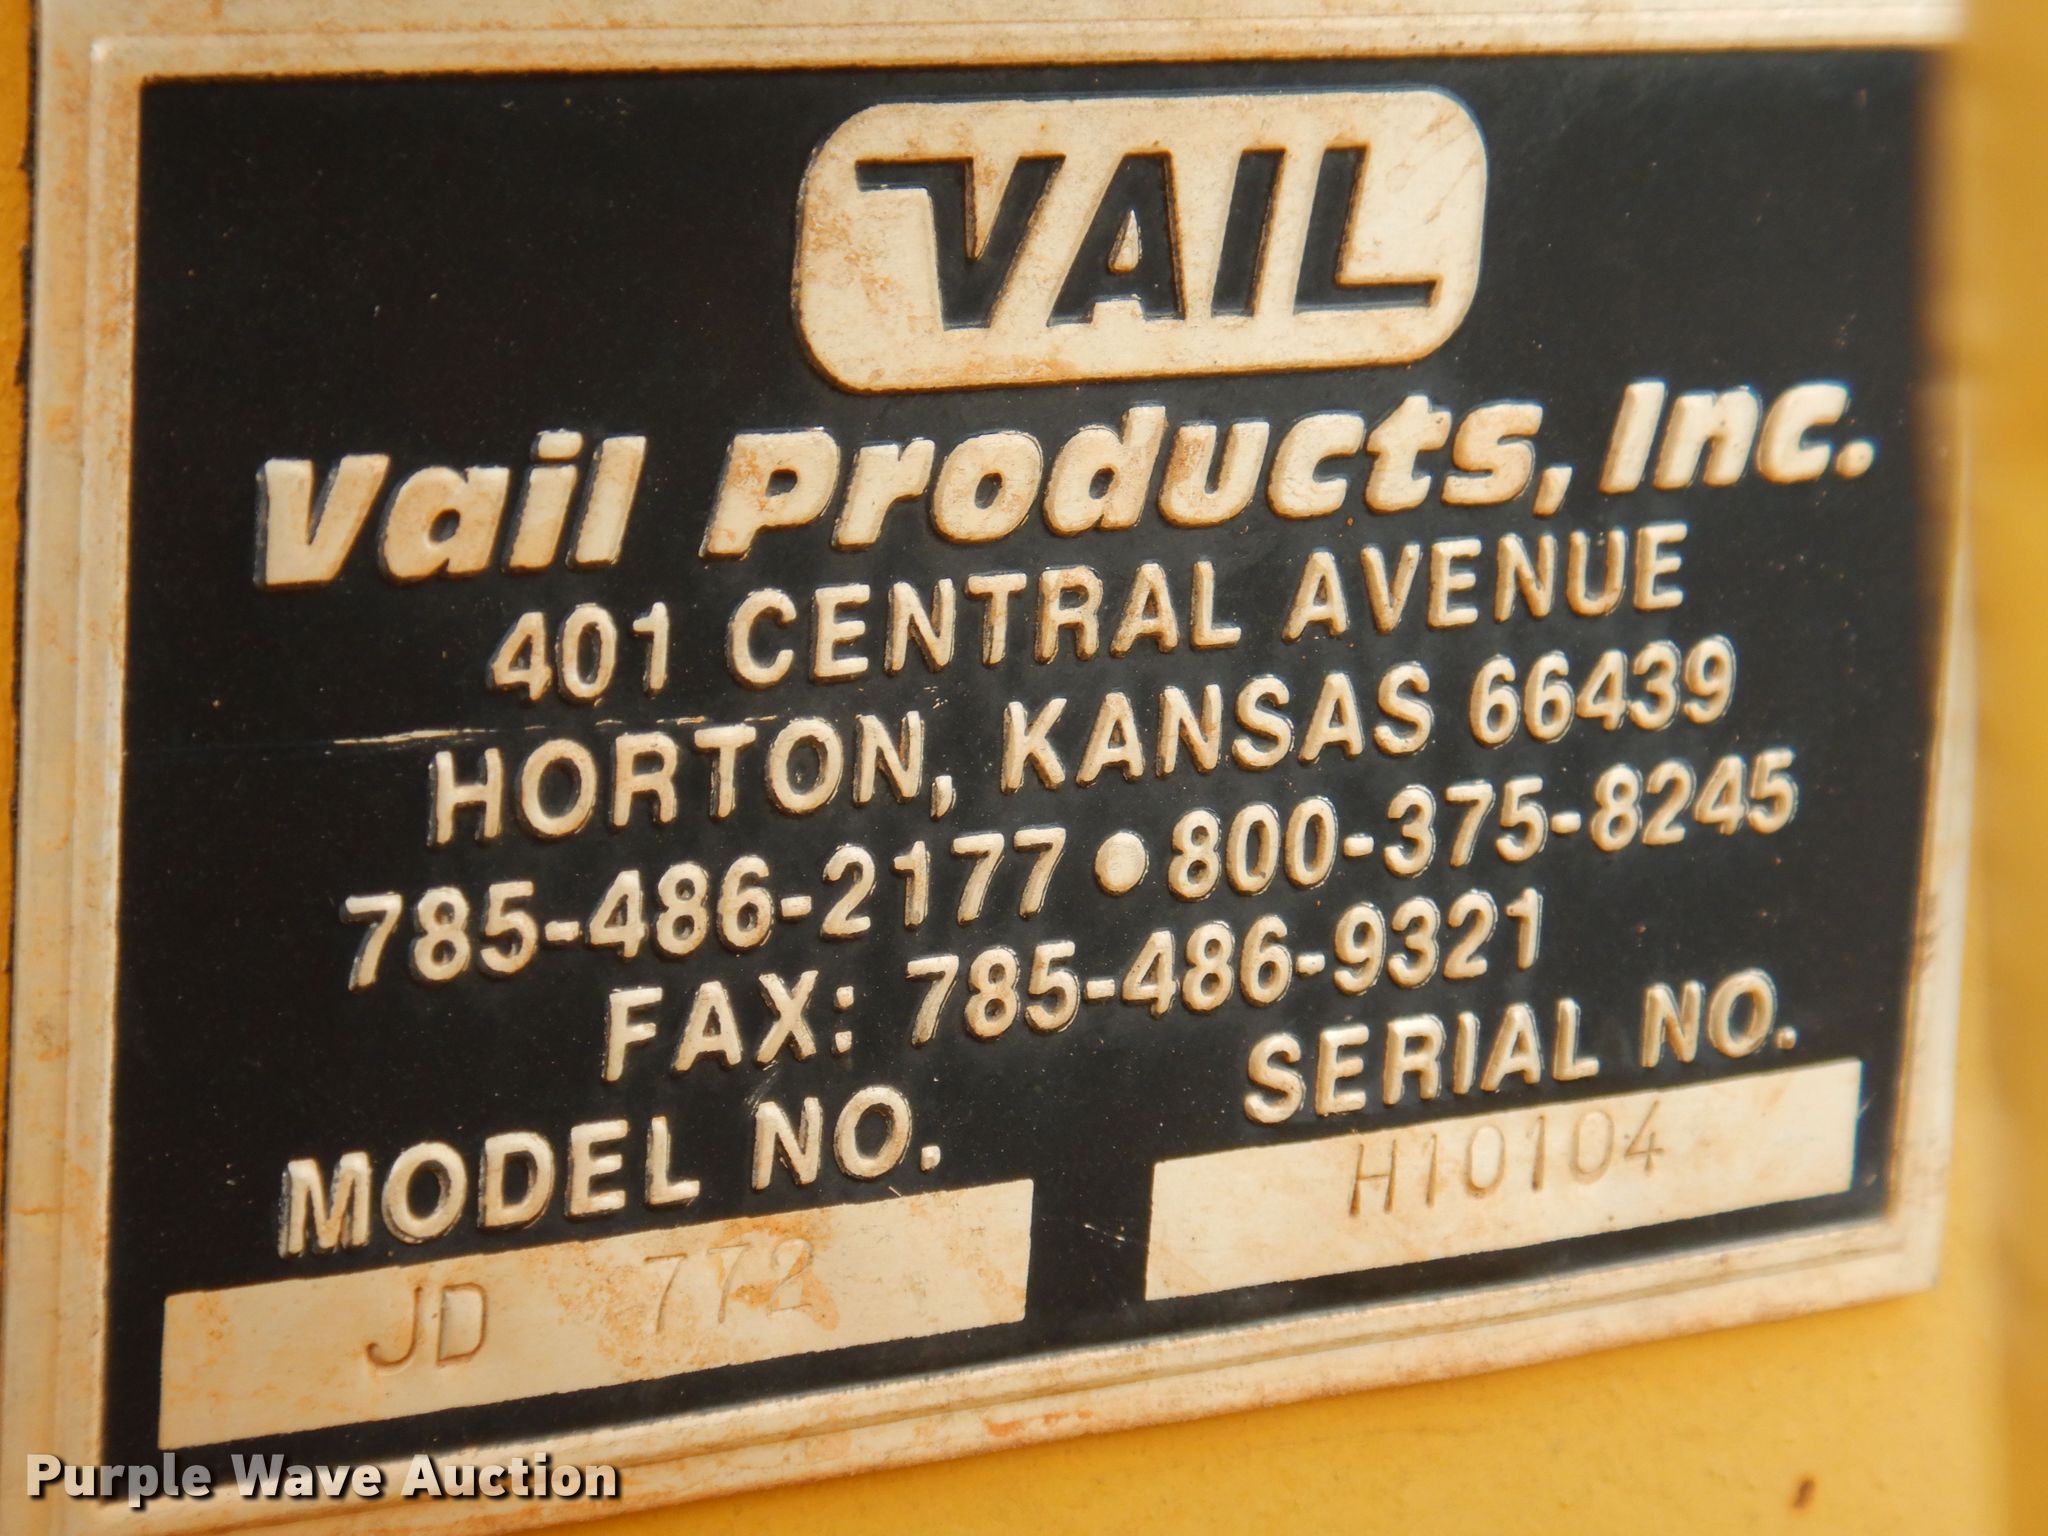 VAIL
Vail Products, Inc.
401 CENTRAL AVENUE
HORTON, KANSAS 66439
785-486-2177 • 800-375-8245
FAX: 785-486-9321
MODEL NO. SERIAL NO.
JD 772 H10104
Purple Wave Auction